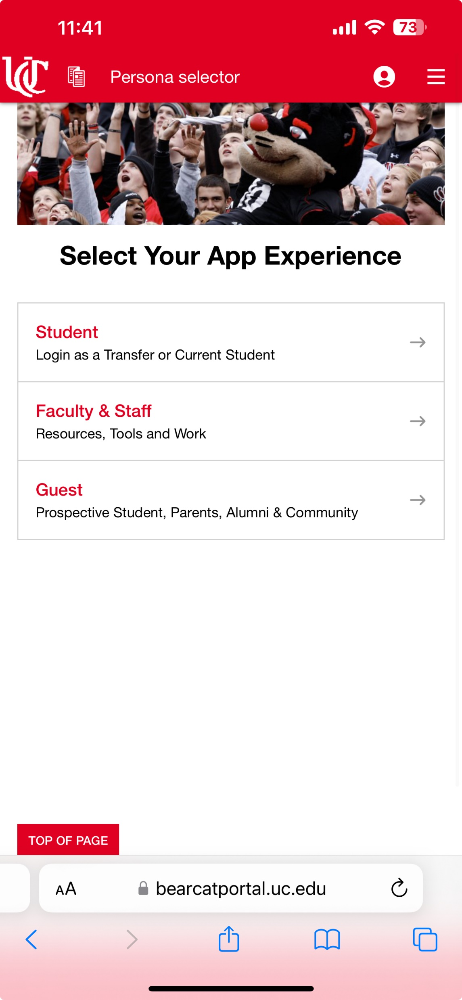 11:41
73
UC
Persona selector
Select Your App Experience
Student
Login as a Transfer or Current Student
Faculty & Staff
Resources, Tools and Work
Guest
Prospective Student, Parents, Alumni & Community
TOP OF PAGE
AA
bearcatportal.uc.edu